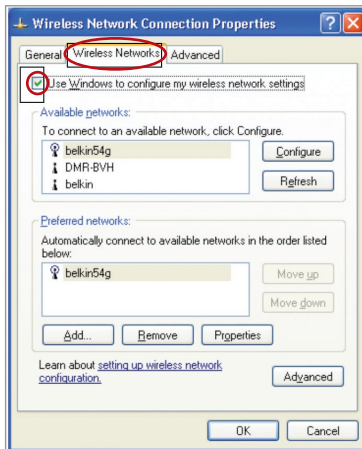 Wireless Network Connection Properties
General Wireless Networks Advanced
Use Windows to configure my wireless network settings
Available networks:
To connect to an available network, click Configure.
belkin54g
DMR-BVH
belkin
Configure
Refresh
Preferred networks:
Automatically connect to available networks in the order listed
below:
belkin54g
Move up
Move down
Add... Remove Properties
Learn about setting up wireless network
configuration.
Advanced
OK Cancel